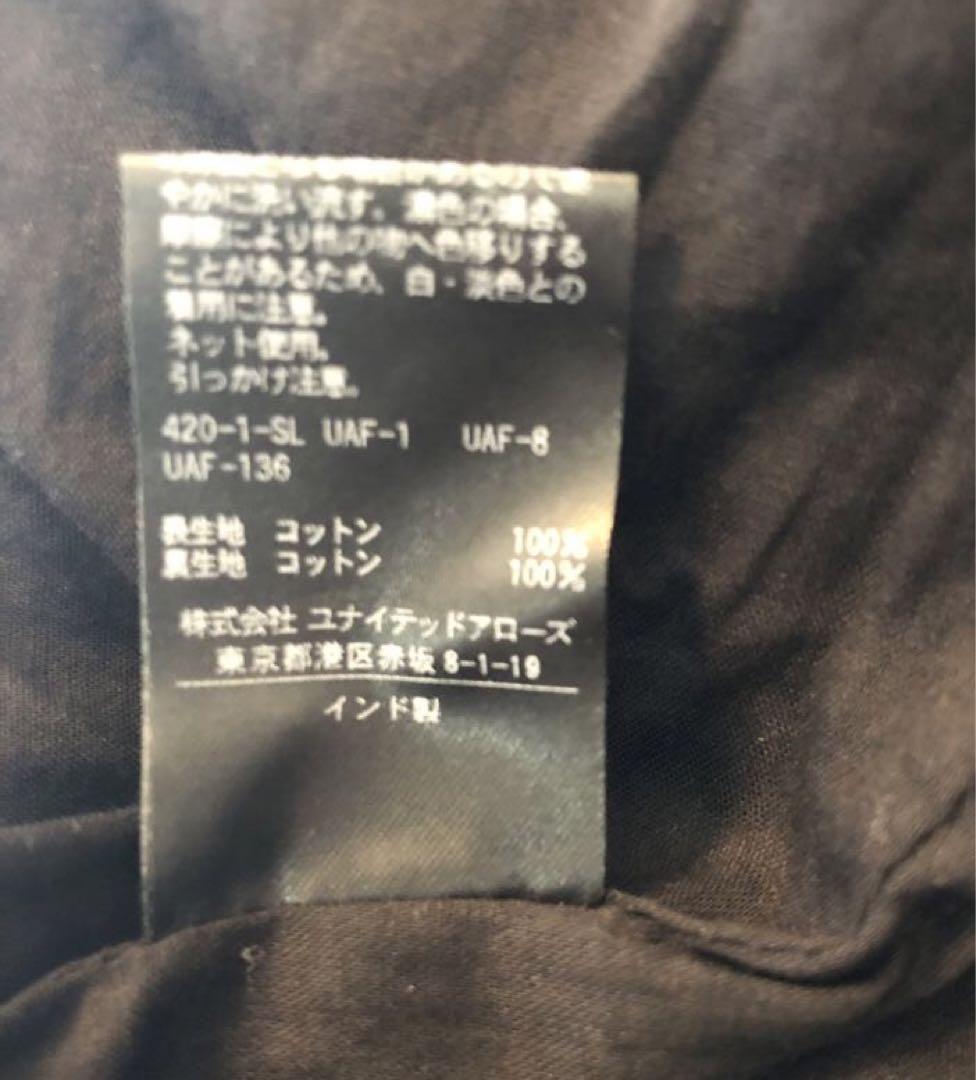 やかに洗い流す。濃色の場合、
摩擦により他の物へ色移りする
ことがあるため、白・淡色との
着用に注意。
ネット使用。
引っかけ注意。
420-1-SL UAF-1 UAF-8
UAF-136
表生地 コットン 100%
裏生地 コットン 100%
株式会社 ユナイテッドアローズ
東京都港区赤坂 8-1-19
インド製